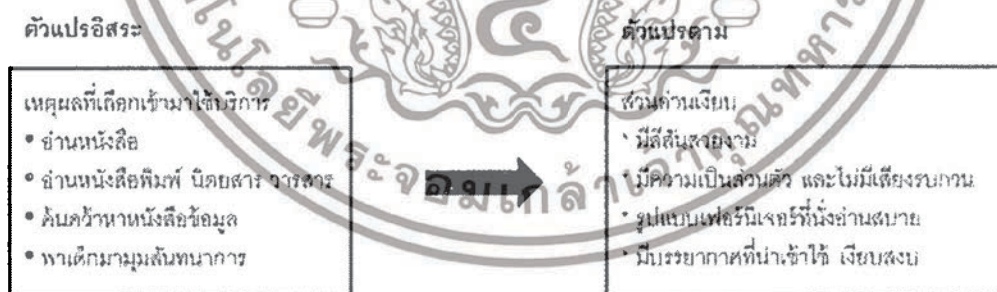 ตัวแปรอิสระ
เหตุผลที่เลือกเข้ามาใช้บริการ
• อ่านหนังสือ
• อ่านหนังสือพิมพ์ นิตยสาร วารสาร
• ค้นคว้าหาหนังสือข้อมูล
• พาเด็กมามุมสันทนาการ
ตัวแปรตาม
ส่วนอ่านเงียบ
• มีสีสันสวยงาม
• มีความเป็นส่วนตัว และไม่มีเสียงรบกวน
• รูปแบบเฟอร์นิเจอร์ที่นั่งอ่านสบาย
• มีบรรยากาศที่น่าเข้าใช้ เงียบสงบ